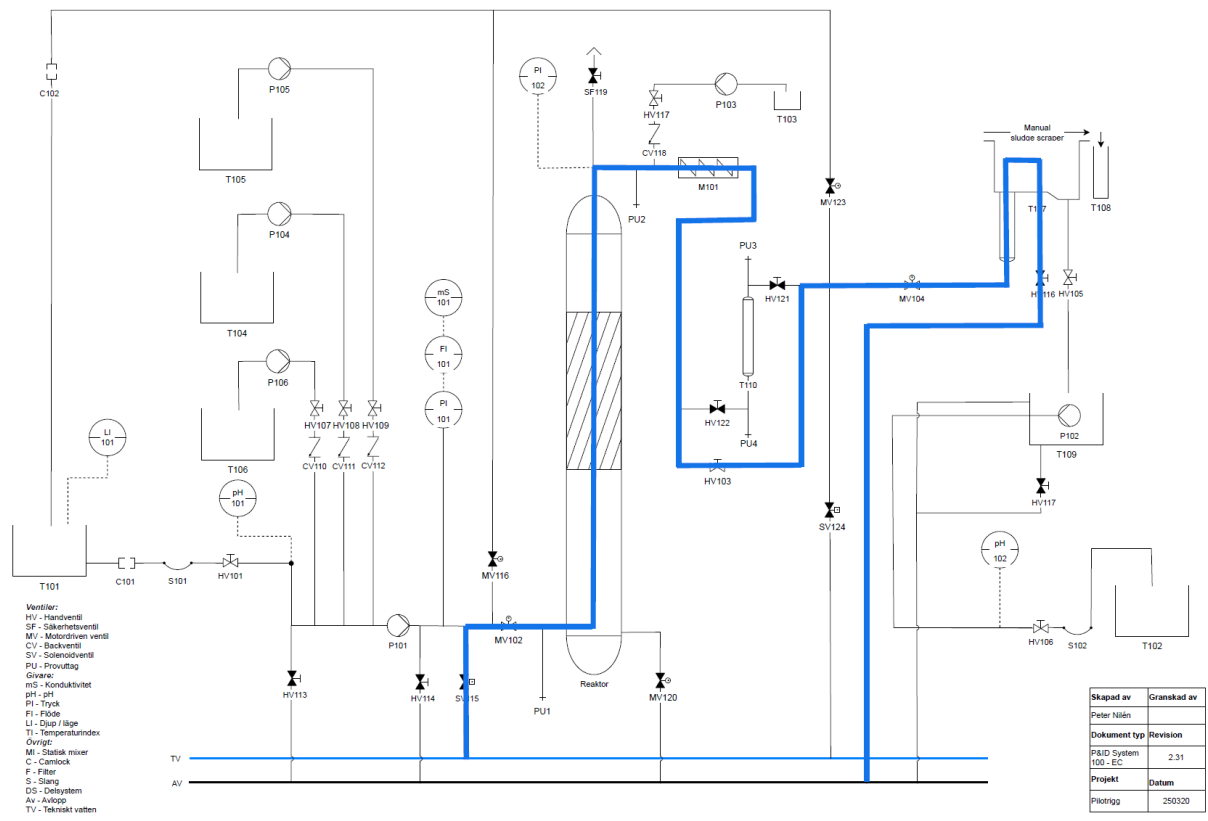 C102
P105
T105
P104
T104
P106
T106
HV107
HV108
HV109
CV110
CV111
CV112
LI
101
pH
101
T101
C101
S101
HV101
mS
101
FI
101
PI
101
P101
HV113
HV114
MV116
MV102
SV115
PU1
Reaktor
MV120
PI
102
SF119
HV117
CV118
P103
T103
M101
PU2
PU3
HV121
T110
HV122
PU4
HV103
MV123
SV124
MV104
Manual
sludge scraper
T107
T108
HV116
HV105
P102
T109
HV117
pH
102
HV106
S102
T102
TV
AV
Ventiler:
HV - Handventil
SF - Säkerhetsventil
MV - Motordriven ventil
CV - Backventil
SV - Solenoidventil
PU - Provuttag
Givare:
mS - Konduktivitet
pH - pH
PI - Tryck
FI - Flöde
LI - Djup / läge
TI - Temperaturindex
Övrigt:
MI - Statisk mixer
C - Camlock
F - Filter
S - Slang
DS - Delsystem
Av - Avlopp
TV - Tekniskt vatten
Skapad av Granskad av
Peter Nilén
Dokument typ Revision
P&ID System
100 - EC 2.31
Projekt Datum
Pilotrigg 250320